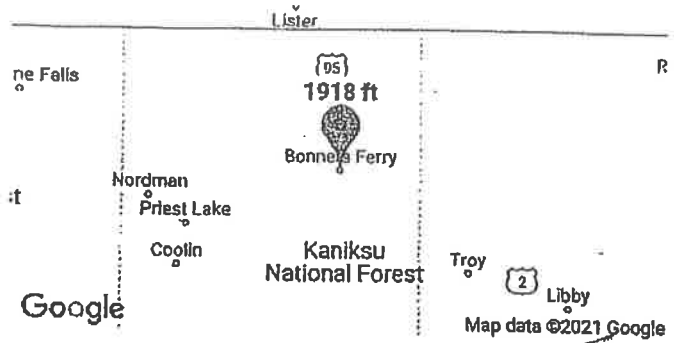 Lister
95
ne Falls
R
1918 ft
Bonners Ferry
Nordman
:t
Priest Lake
Coolin
Kaniksu
National Forest
Troy
2
Libby
Google
Map data ©2021 Google